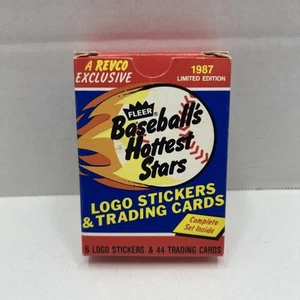 A REVCO
EXCLUSIVE
1987
LIMITED EDITION
FLEER
Baseball's
Hottest
Stars
LOGO STICKERS
& TRADING CARDS
Complete
Set Inside
6 LOGO STICKERS & 44 TRADING CARDS